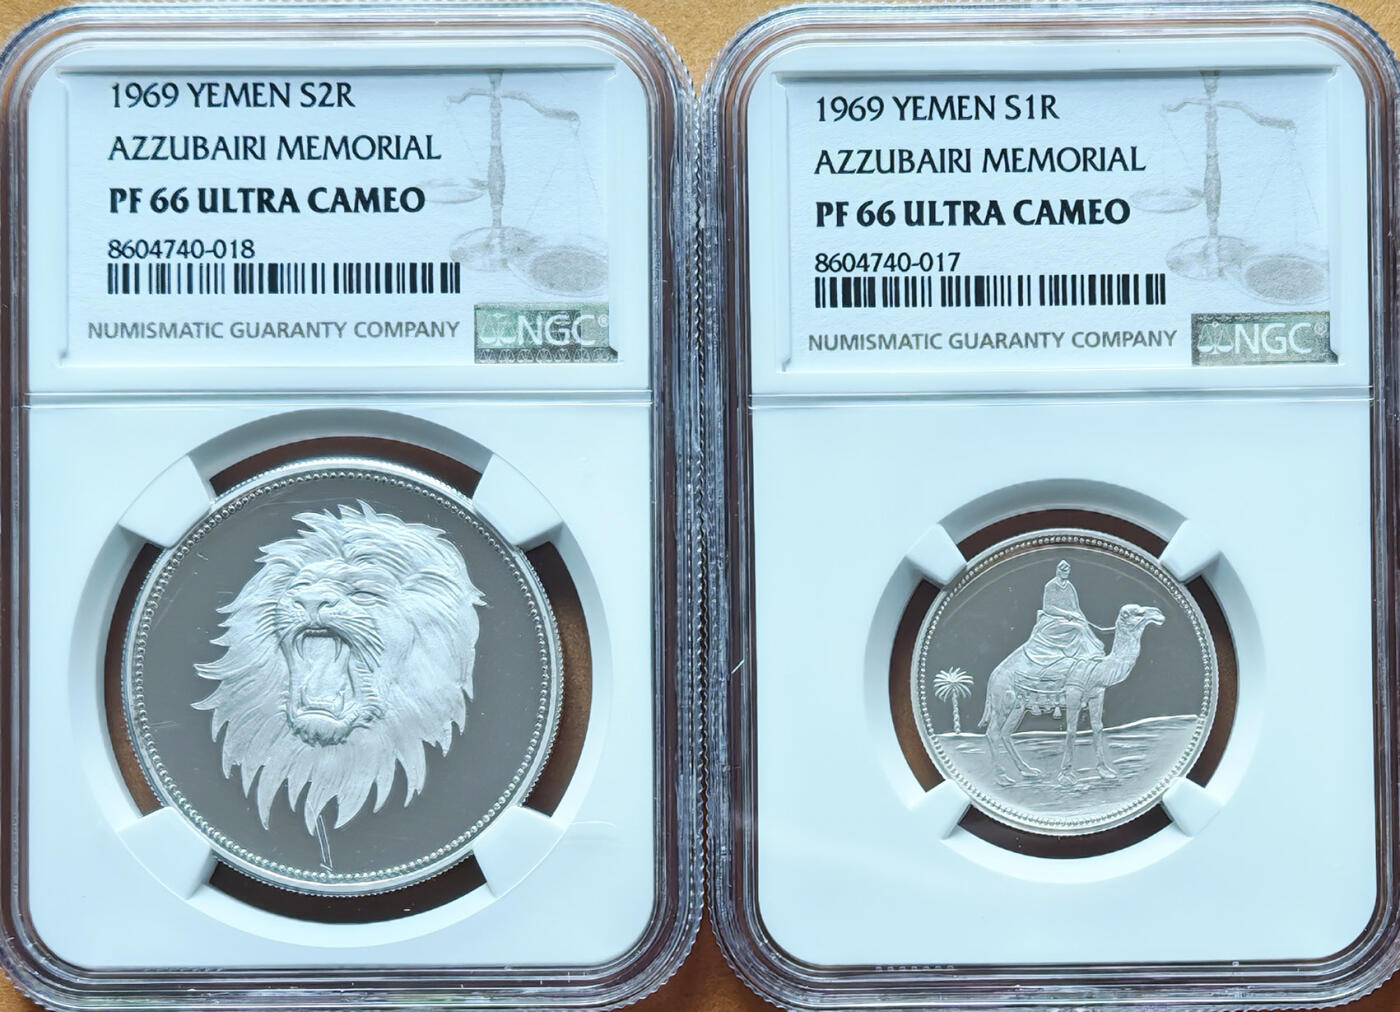 1969 YEMEN S2R
AZZUBAIRI MEMORIAL
PF 66 ULTRA CAMEO
8604740-018
NUMISMATIC GUARANTY COMPANY
NGC®
1969 YEMEN S1R
AZZUBAIRI MEMORIAL
PF 66 ULTRA CAMEO
8604740-017
NUMISMATIC GUARANTY COMPANY
NGC®